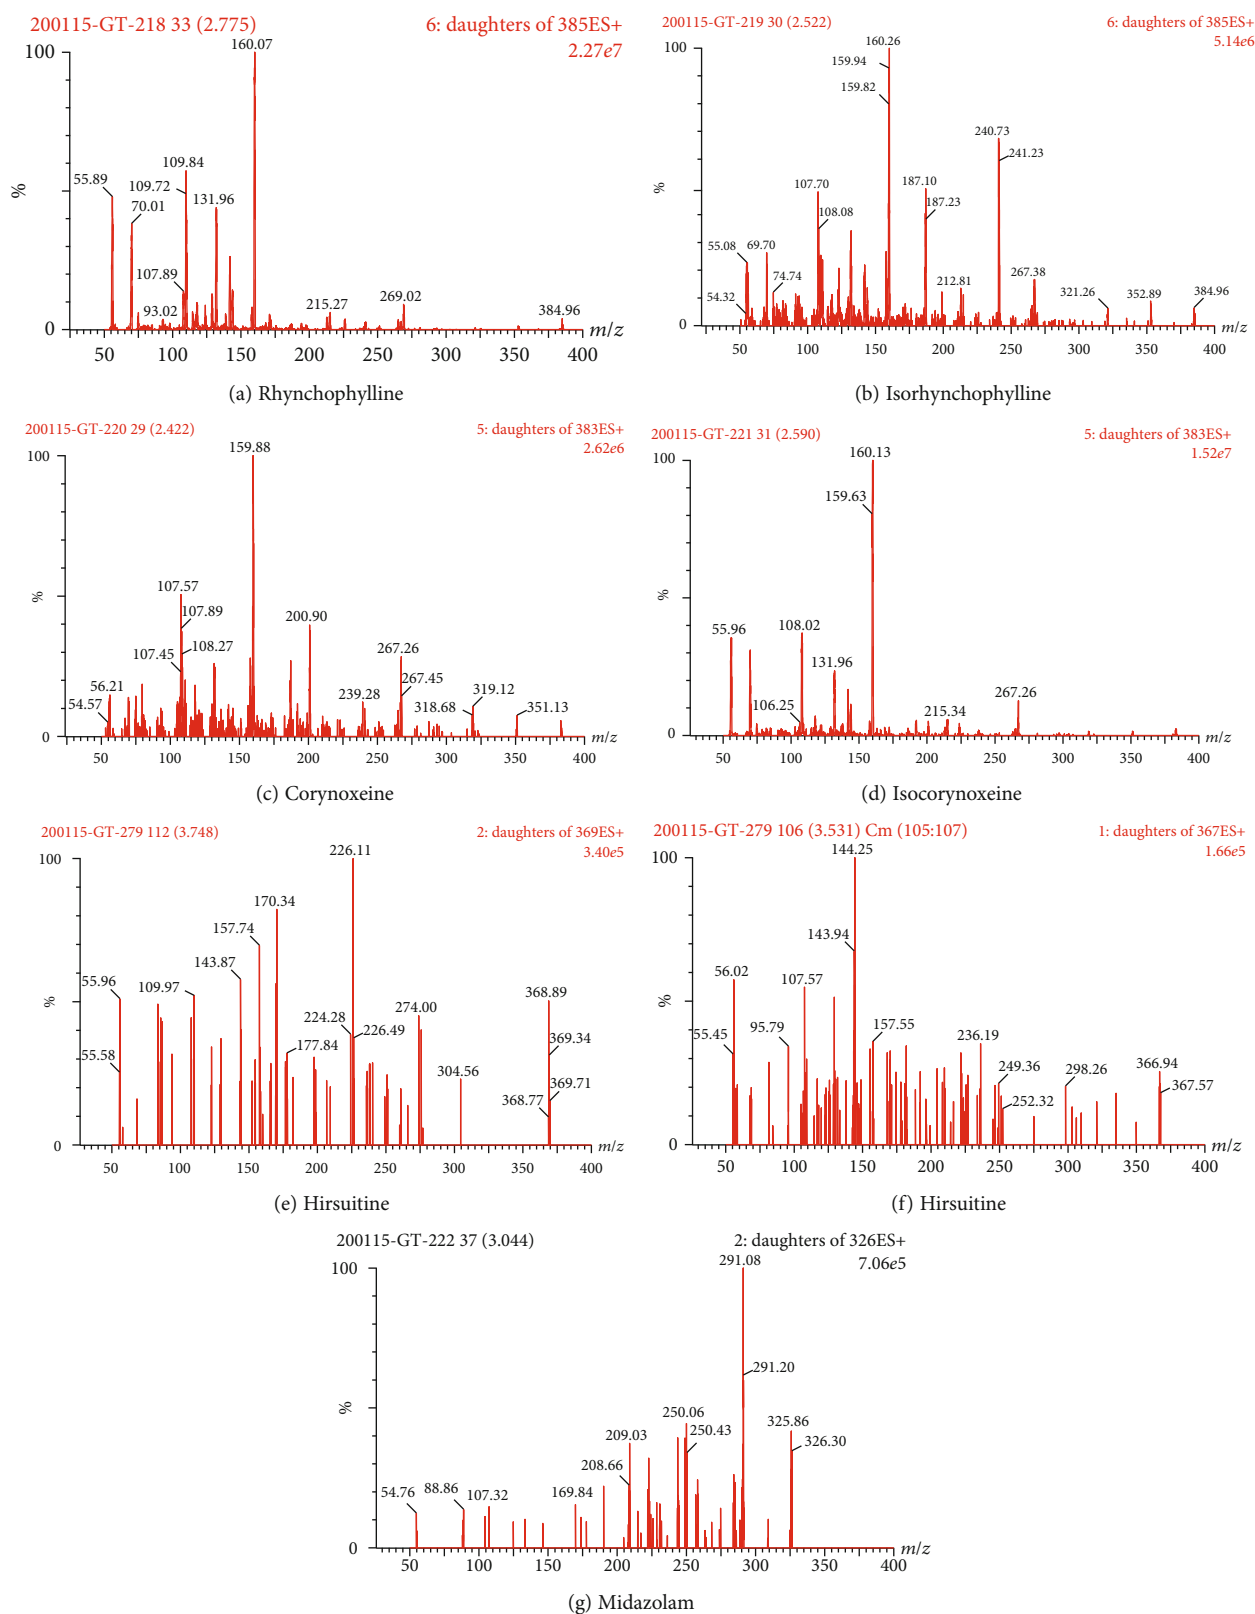 200115-GT-218 33 (2.775)
6: daughters of 385ES+
2.27e7
100
160.07
109.84
55.89
109.72
131.96
70.01
%
107.89
93.02
215.27
269.02
384.96
0
m/z
50 100 150 200 250 300 350 400
(a) Rhynchophylline
200115-GT-219 30 (2.522)
6: daughters of 385ES+
5.14e6
100
160.26
159.94
159.82
240.73
241.23
107.70
187.10
%
108.08
187.23
55.08 69.70
74.74
212.81
267.38
54.32
321.26
352.89
384.96
0
m/z
50 100 150 200 250 300 350 400
(b) Isorhynchophylline
200115-GT-220 29 (2.422)
5: daughters of 383ES+
2.62e6
100
159.88
107.57
%
107.89
200.90
107.45
108.27
267.26
56.21
267.45
54.57
239.28
318.68
319.12
351.13
0
m/z
50 100 150 200 250 300 350 400
(c) Corynoxeine
200115-GT-221 31 (2.590)
5: daughters of 383ES+
1.52e7
100
160.13
159.63
%
55.96
108.02
131.96
106.25
215.34
267.26
0
m/z
50 100 150 200 250 300 350 400
(d) Isocorynoxeine
200115-GT-279 112 (3.748)
2: daughters of 369ES+
3.40e5
100
226.11
170.34
157.74
143.87
55.96
109.97
%
224.28
226.49
274.00
368.89
177.84
369.34
55.58
304.56
369.71
368.77
0
m/z
50 100 150 200 250 300 350 400
(e) Hirsuitine
200115-GT-279 106 (3.531) Cm (105:107)
1: daughters of 367ES+
1.66e5
100
144.25
143.94
56.02
107.57
%
55.45
95.79
157.55
236.19
249.36
298.26
366.94
252.32
367.57
0
m/z
50 100 150 200 250 300 350 400
(f) Hirsuitine
200115-GT-222 37 (3.044)
2: daughters of 326ES+
7.06e5
100
291.08
291.20
%
250.06
209.03
250.43
325.86
326.30
208.66
54.76
88.86
107.32
169.84
0
m/z
50 100 150 200 250 300 350 400
(g) Midazolam